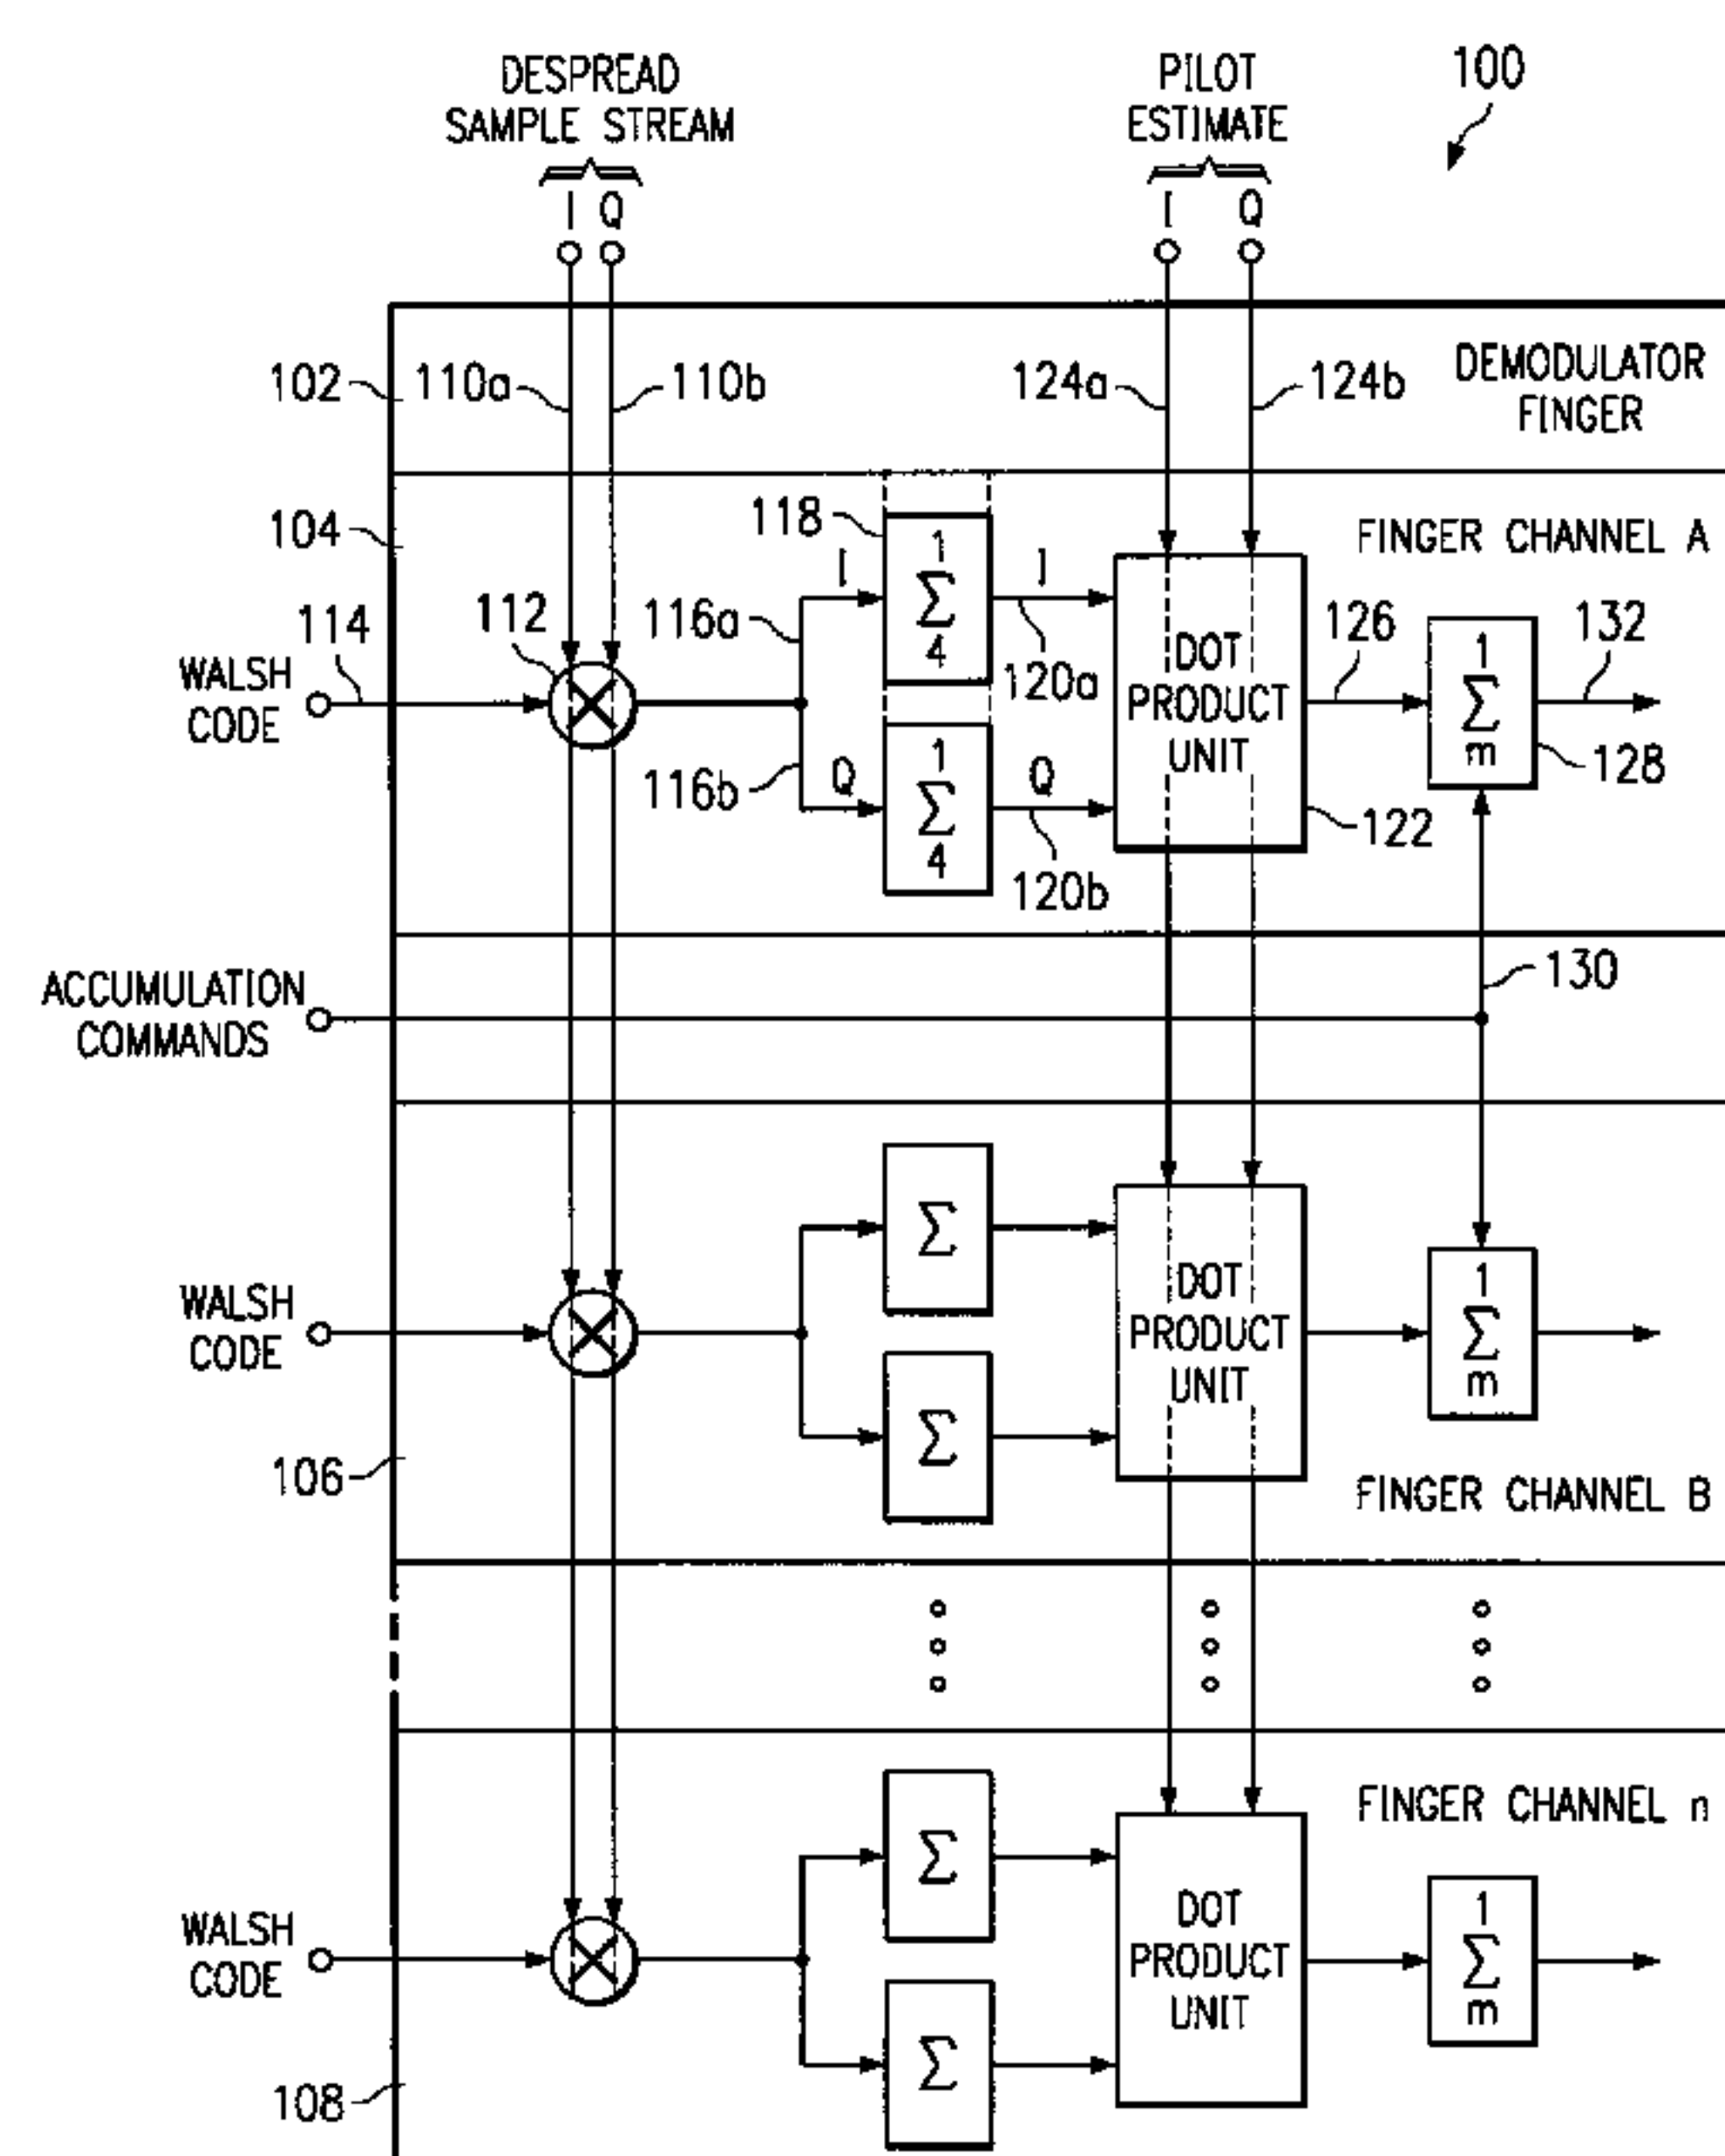 DESPREAD
SAMPLE STREAM
PILOT
ESTIMATE
100
I Q
I Q
102
110a
110b
124a
124b
DEMODULATOR
FINGER
104
118
FINGER CHANNEL A
114
112
116a
I
1
Σ
4
I
120a
DOT
PRODUCT
UNIT
126
1
Σ
m
132
128
WALSH
CODE
116b
Q
1
Σ
4
Q
120b
122
ACCUMULATION
COMMANDS
130
WALSH
CODE
Σ
Σ
DOT
PRODUCT
UNIT
1
Σ
m
106
FINGER CHANNEL B
FINGER CHANNEL n
WALSH
CODE
Σ
Σ
DOT
PRODUCT
UNIT
1
Σ
m
108